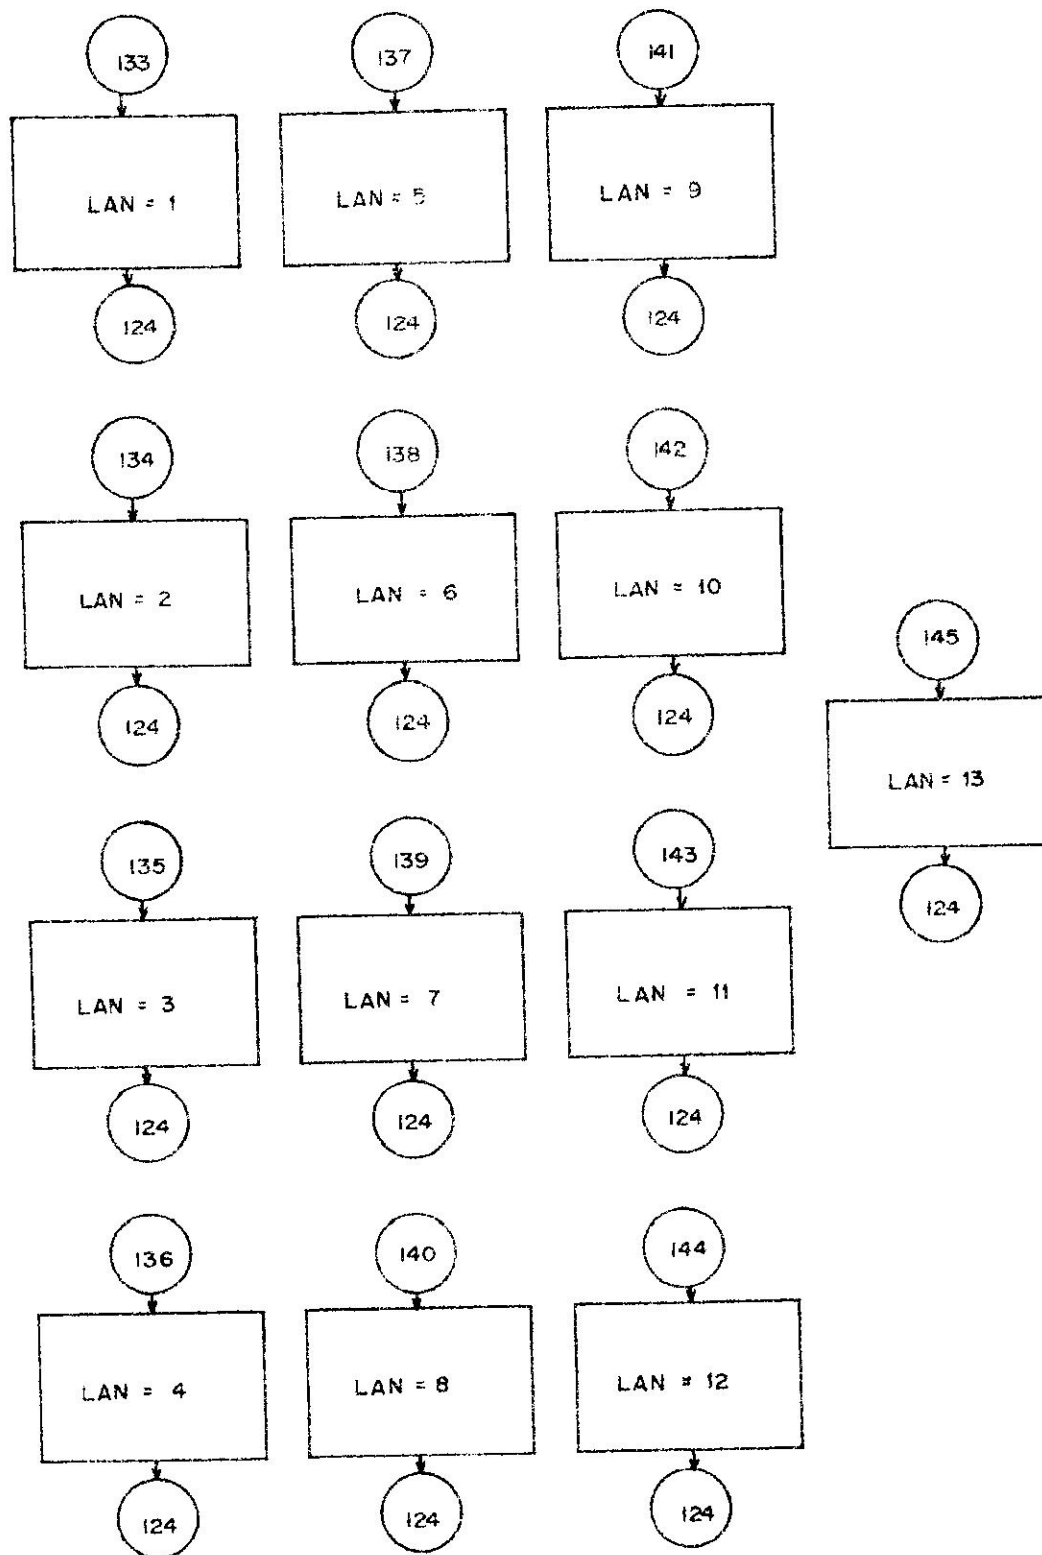 133
LAN = 1
124
134
LAN = 2
124
135
LAN = 3
124
136
LAN = 4
124
137
LAN = 5
124
138
LAN = 6
124
139
LAN = 7
124
140
LAN = 8
124
141
LAN = 9
124
142
LAN = 10
124
143
LAN = 11
124
144
LAN = 12
124
145
LAN = 13
124